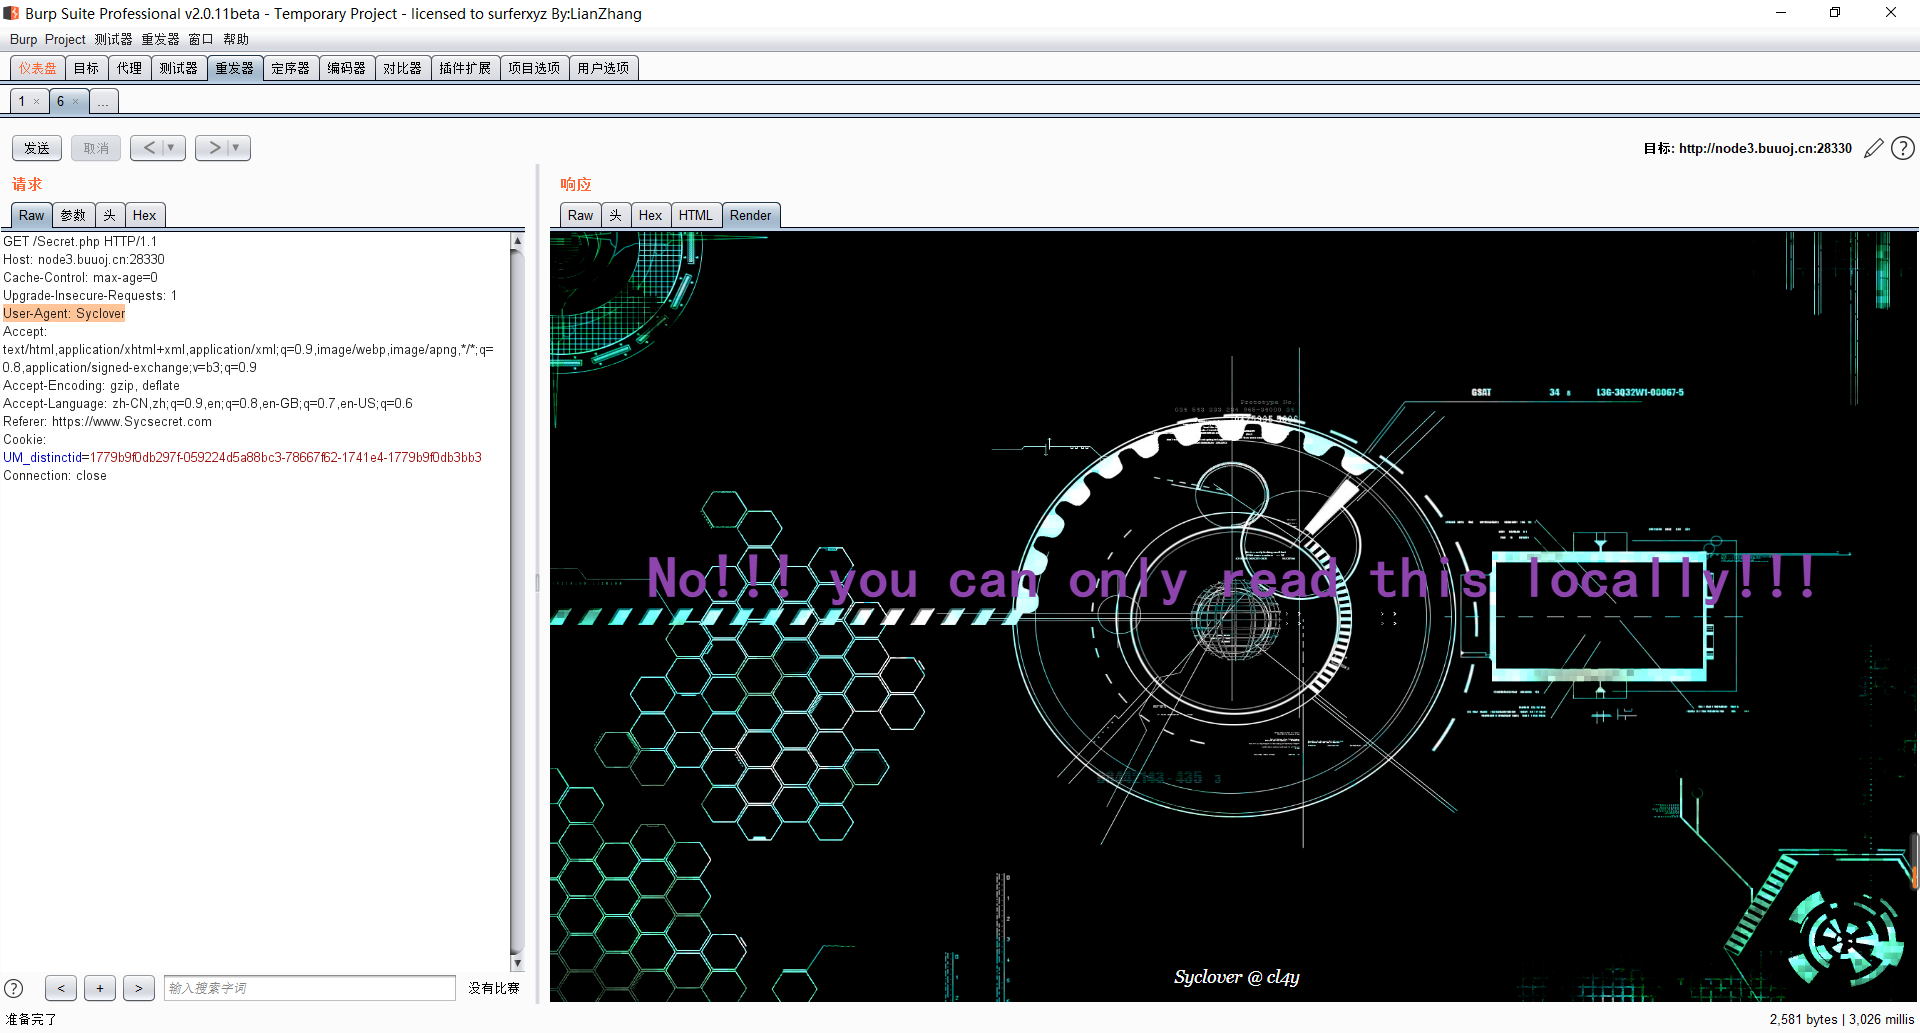 Burp Suite Professional v2.0.11beta - Temporary Project - licensed to surferxyz By:LianZhang
Burp Project 测试器 重发器 窗口 帮助
仪表盘 目标 代理 测试器 重发器 定序器 编码器 对比器 插件扩展 项目选项 用户选项
1 × 6 × ...
发送 取消 < ▼ > ▼
目标: http://node3.buuoj.cn:28330
请求
Raw 参数 头 Hex
GET /Secret.php HTTP/1.1
Host: node3.buuoj.cn:28330
Cache-Control: max-age=0
Upgrade-Insecure-Requests: 1
User-Agent: Syclover
Accept:
text/html,application/xhtml+xml,application/xml;q=0.9,image/webp,image/apng,*/*;q=
0.8,application/signed-exchange;v=b3;q=0.9
Accept-Encoding: gzip, deflate
Accept-Language: zh-CN,zh;q=0.9,en;q=0.8,en-GB;q=0.7,en-US;q=0.6
Referer: https://www.Sycsecret.com
Cookie:
UM_distinctid=1779b9f0db297f-059224d5a88bc3-78667f62-1741e4-1779b9f0db3bb3
Connection: close
响应
Raw 头 Hex HTML Render
GSAT 34 L3G-3Q32W1-08067-5
Prototype No.
No!!! you can only read this locally!!!
Syclover @ cl4y
? < + > 输入搜索字词 没有比赛
准备完了
2,581 bytes | 3,026 millis